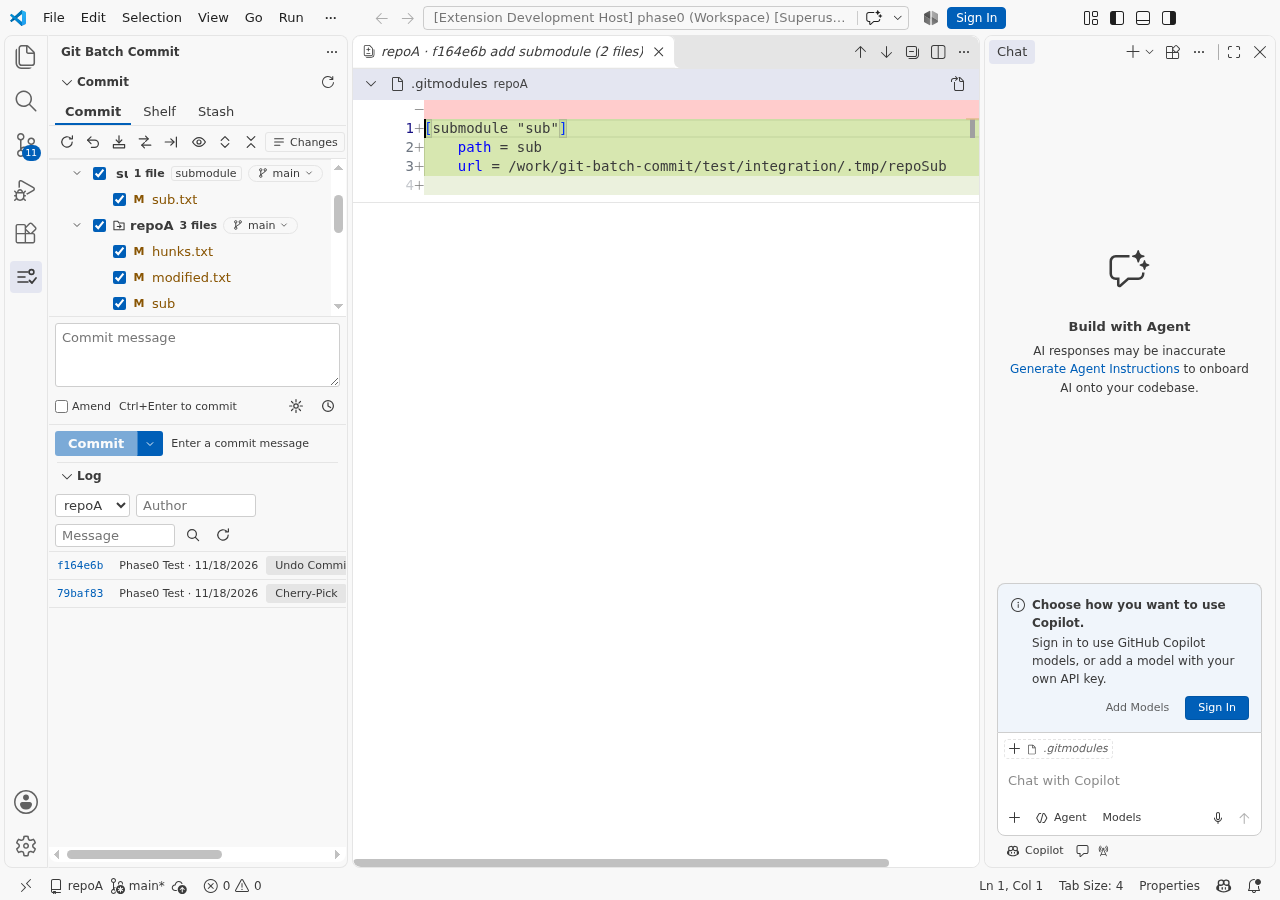 File Edit Selection View Go Run ···
[Extension Development Host] phase0 (Workspace) [Superus...
Sign In
Git Batch Commit
Commit
Commit Shelf Stash
Changes
su 1 file submodule main
M sub.txt
repoA 3 files main
M hunks.txt
M modified.txt
M sub
Commit message
Amend Ctrl+Enter to commit
Commit Enter a commit message
Log
repoA Author
Message
f164e6b Phase0 Test · 11/18/2026 Undo Commi
79baf83 Phase0 Test · 11/18/2026 Cherry-Pick
11
repoA · f164e6b add submodule (2 files)
.gitmodules repoA
−
1+ [submodule "sub"]
2+ path = sub
3+ url = /work/git-batch-commit/test/integration/.tmp/repoSub
4+
Chat
Build with Agent
AI responses may be inaccurate
Generate Agent Instructions to onboard
AI onto your codebase.
Choose how you want to use
Copilot.
Sign in to use GitHub Copilot
models, or add a model with your
own API key.
Add Models Sign In
.gitmodules
Chat with Copilot
Agent Models
Copilot
repoA main* 0 0
Ln 1, Col 1 Tab Size: 4 Properties